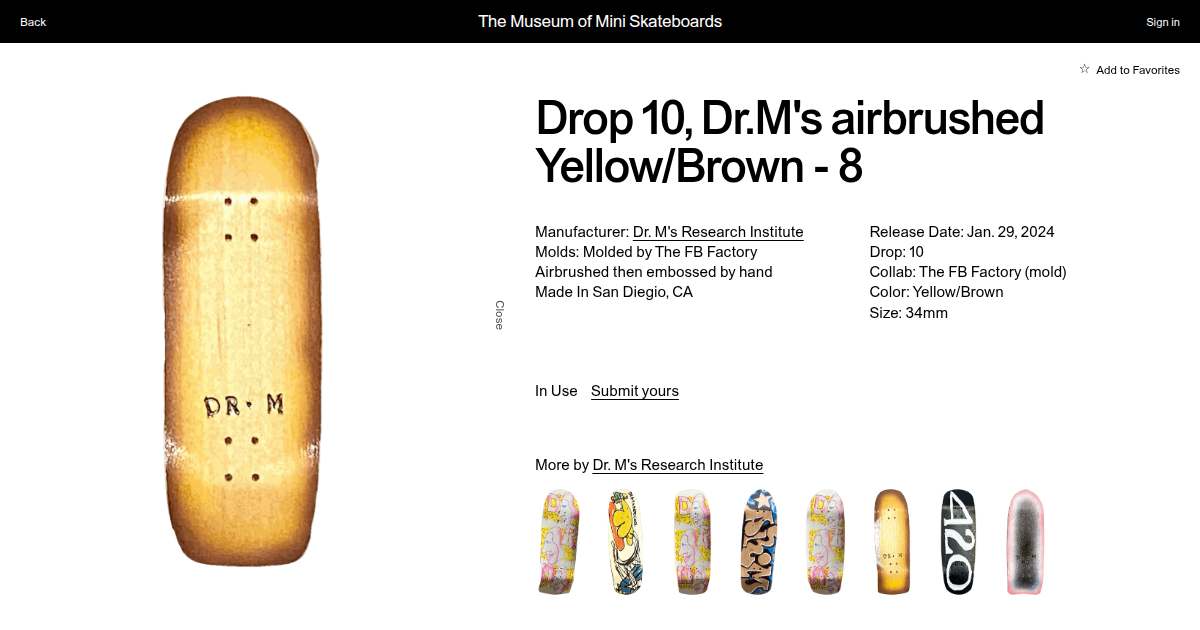 Back
The Museum of Mini Skateboards
Sign in
☆ Add to Favorites
Drop 10, Dr.M's airbrushed
Yellow/Brown - 8
Manufacturer: Dr. M's Research Institute
Molds: Molded by The FB Factory
Airbrushed then embossed by hand
Made In San Diegio, CA
Release Date: Jan. 29, 2024
Drop: 10
Collab: The FB Factory (mold)
Color: Yellow/Brown
Size: 34mm
Close
DR. M
In Use Submit yours
More by Dr. M's Research Institute
DR. M
420